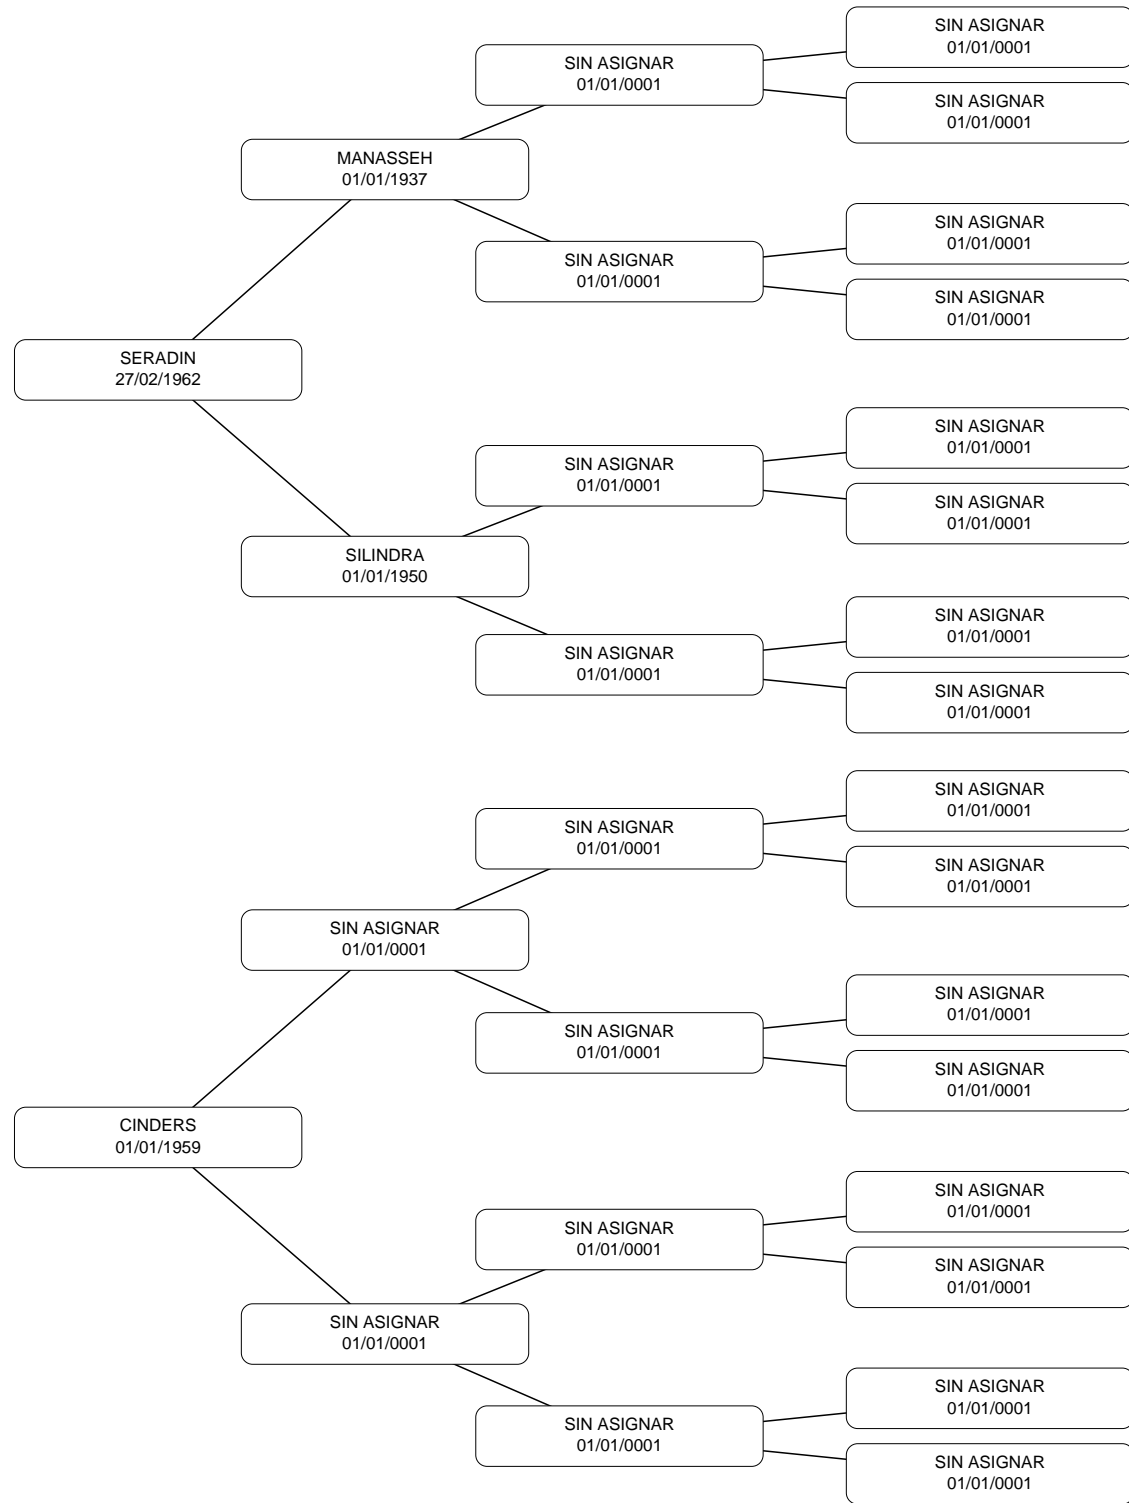 SIN ASIGNAR
01/01/0001
SIN ASIGNAR
01/01/0001
SIN ASIGNAR
01/01/0001
MANASSEH
01/01/1937
SIN ASIGNAR
01/01/0001
SIN ASIGNAR
01/01/0001
SIN ASIGNAR
01/01/0001
SERADIN
27/02/1962
SIN ASIGNAR
01/01/0001
SIN ASIGNAR
01/01/0001
SIN ASIGNAR
01/01/0001
SILINDRA
01/01/1950
SIN ASIGNAR
01/01/0001
SIN ASIGNAR
01/01/0001
SIN ASIGNAR
01/01/0001
SIN ASIGNAR
01/01/0001
SIN ASIGNAR
01/01/0001
SIN ASIGNAR
01/01/0001
SIN ASIGNAR
01/01/0001
SIN ASIGNAR
01/01/0001
SIN ASIGNAR
01/01/0001
SIN ASIGNAR
01/01/0001
CINDERS
01/01/1959
SIN ASIGNAR
01/01/0001
SIN ASIGNAR
01/01/0001
SIN ASIGNAR
01/01/0001
SIN ASIGNAR
01/01/0001
SIN ASIGNAR
01/01/0001
SIN ASIGNAR
01/01/0001
SIN ASIGNAR
01/01/0001